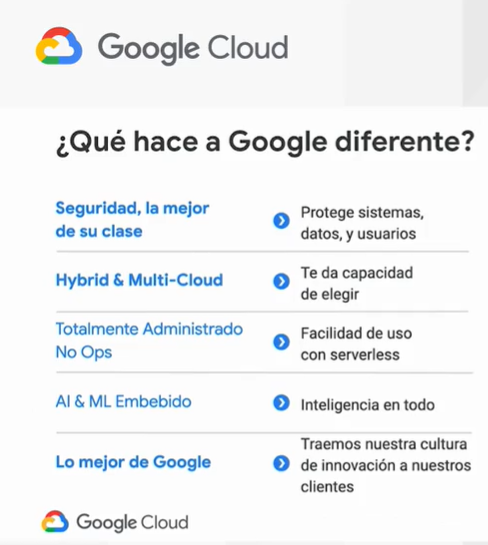 Google Cloud
¿Qué hace a Google diferente?
Seguridad, la mejor
de su clase
Protege sistemas,
datos, y usuarios
Hybrid & Multi-Cloud
Te da capacidad
de elegir
Totalmente Administrado
No Ops
Facilidad de uso
con serverless
AI & ML Embebido
Inteligencia en todo
Lo mejor de Google
Traemos nuestra cultura
de innovación a nuestros
clientes
Google Cloud